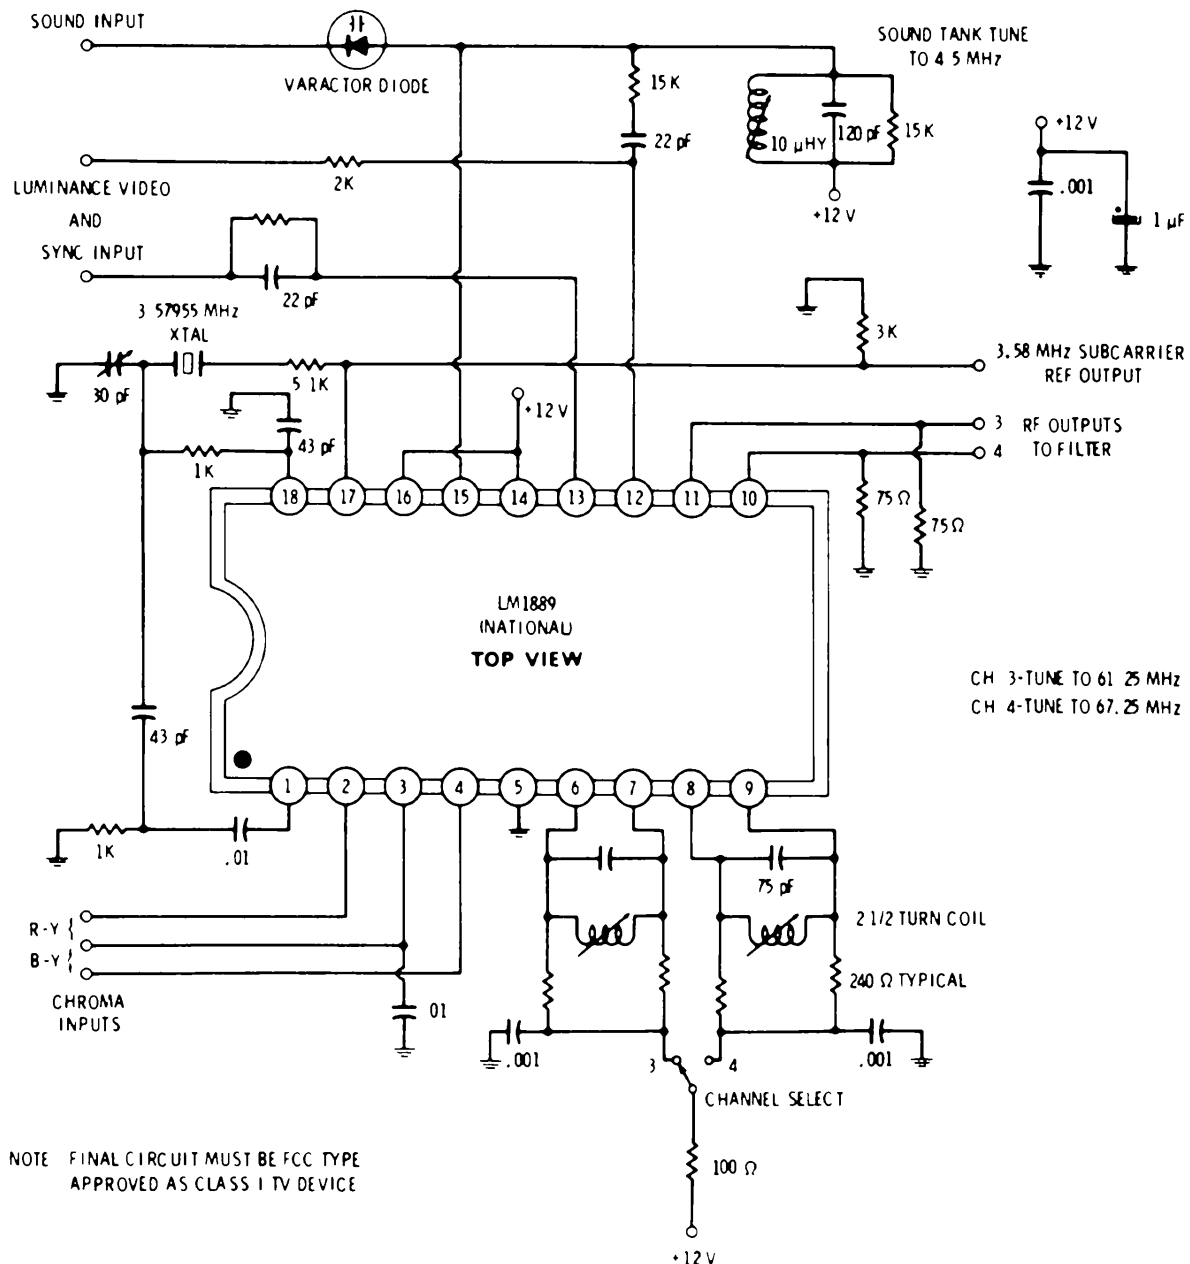 SOUND INPUT
VARACTOR DIODE
SOUND TANK TUNE
TO 4 5 MHz
15K
22 pF
10 µHY
120 pF
15K
+12 V
+12 V
.001
1 µF
2K
LUMINANCE VIDEO
AND
SYNC INPUT
22 pF
3 57955 MHz
XTAL
30 pF
5 1K
3K
3.58 MHz SUBCARRIER
REF OUTPUT
+12 V
43 pF
1K
3 RF OUTPUTS
4 TO FILTER
75 Ω
75 Ω
18 17 16 15 14 13 12 11 10
LM1889
(NATIONAL)
TOP VIEW
CH 3-TUNE TO 61 25 MHz
CH 4-TUNE TO 67.25 MHz
43 pF
1 2 3 4 5 6 7 8 9
1K
.01
75 pF
2 1/2 TURN COIL
R-Y {
B-Y {
CHROMA
INPUTS
01
240 Ω TYPICAL
.001
.001
3 4
CHANNEL SELECT
100 Ω
+12 V
NOTE FINAL CIRCUIT MUST BE FCC TYPE
APPROVED AS CLASS I TV DEVICE